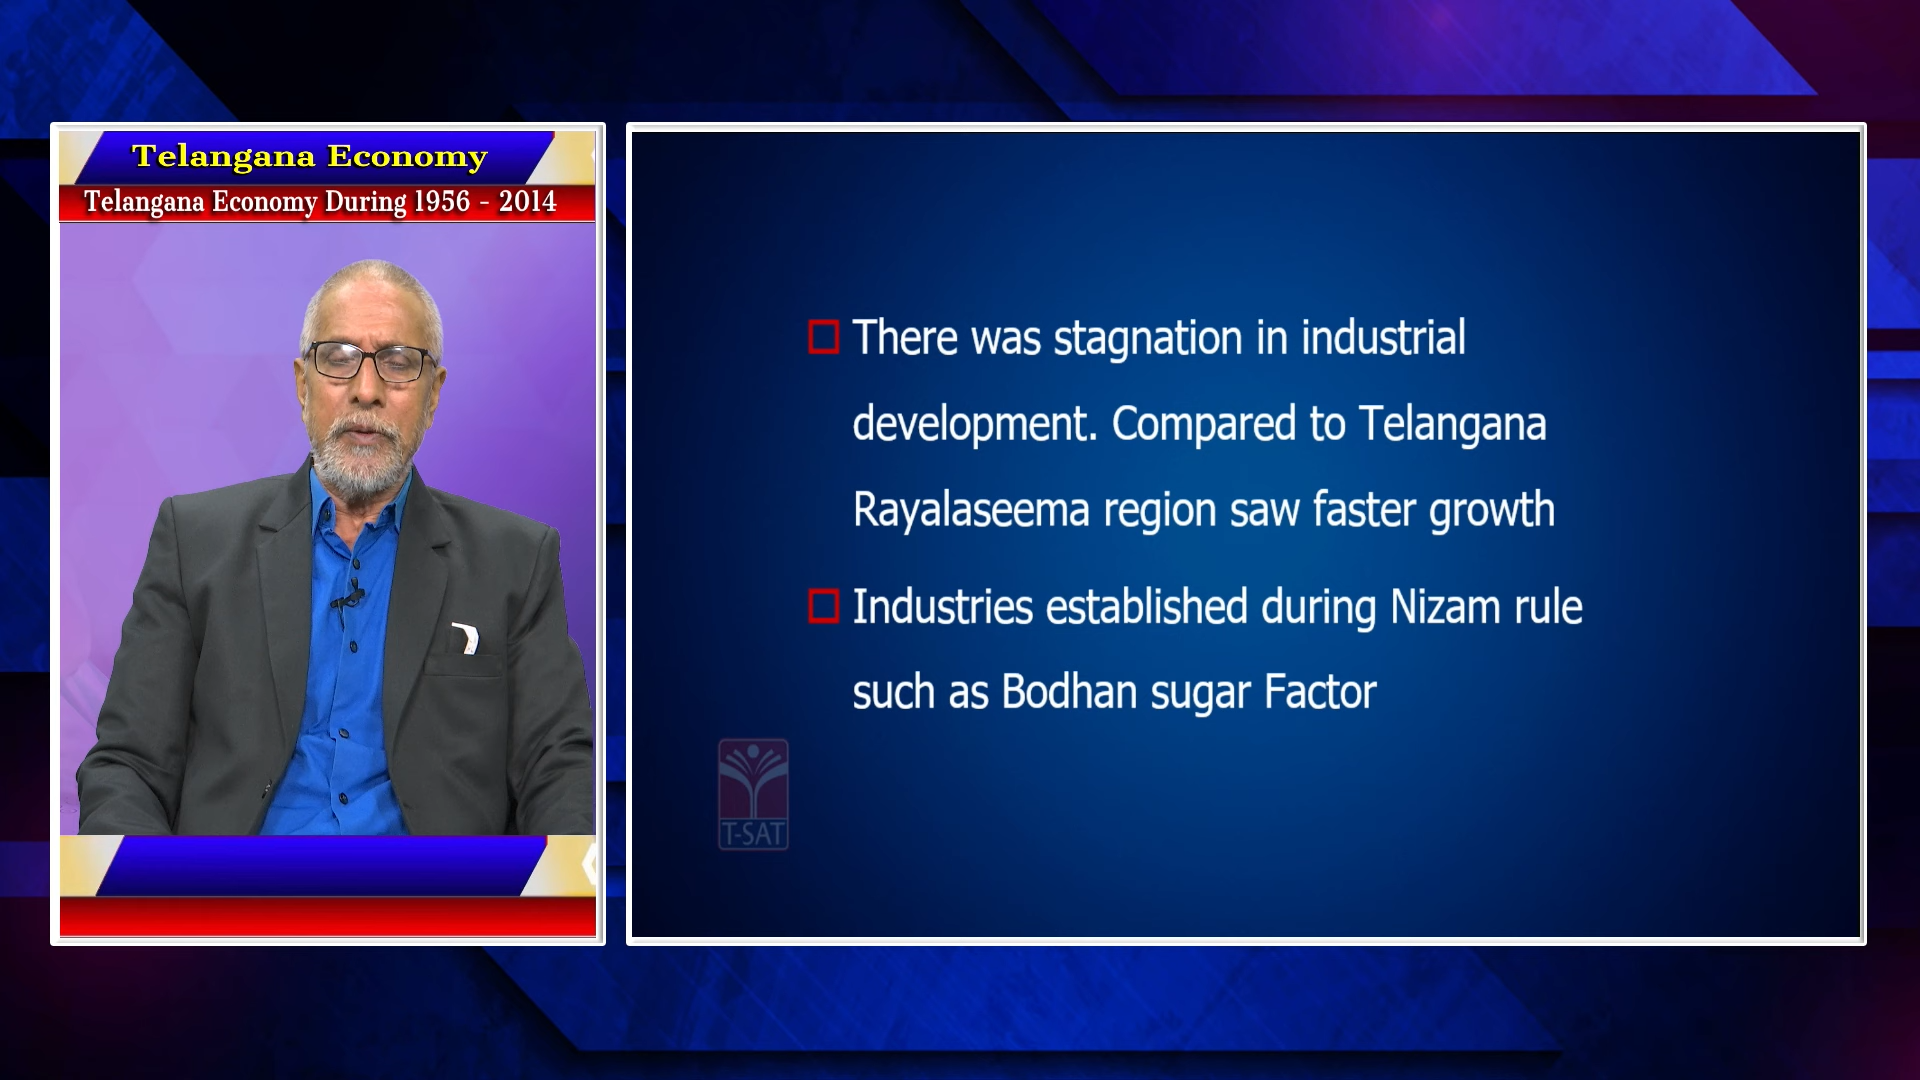 Telangana Economy
Telangana Economy During 1956 - 2014
There was stagnation in industrial
development. Compared to Telangana
Rayalaseema region saw faster growth
Industries established during Nizam rule
such as Bodhan sugar Factor
T-SAT